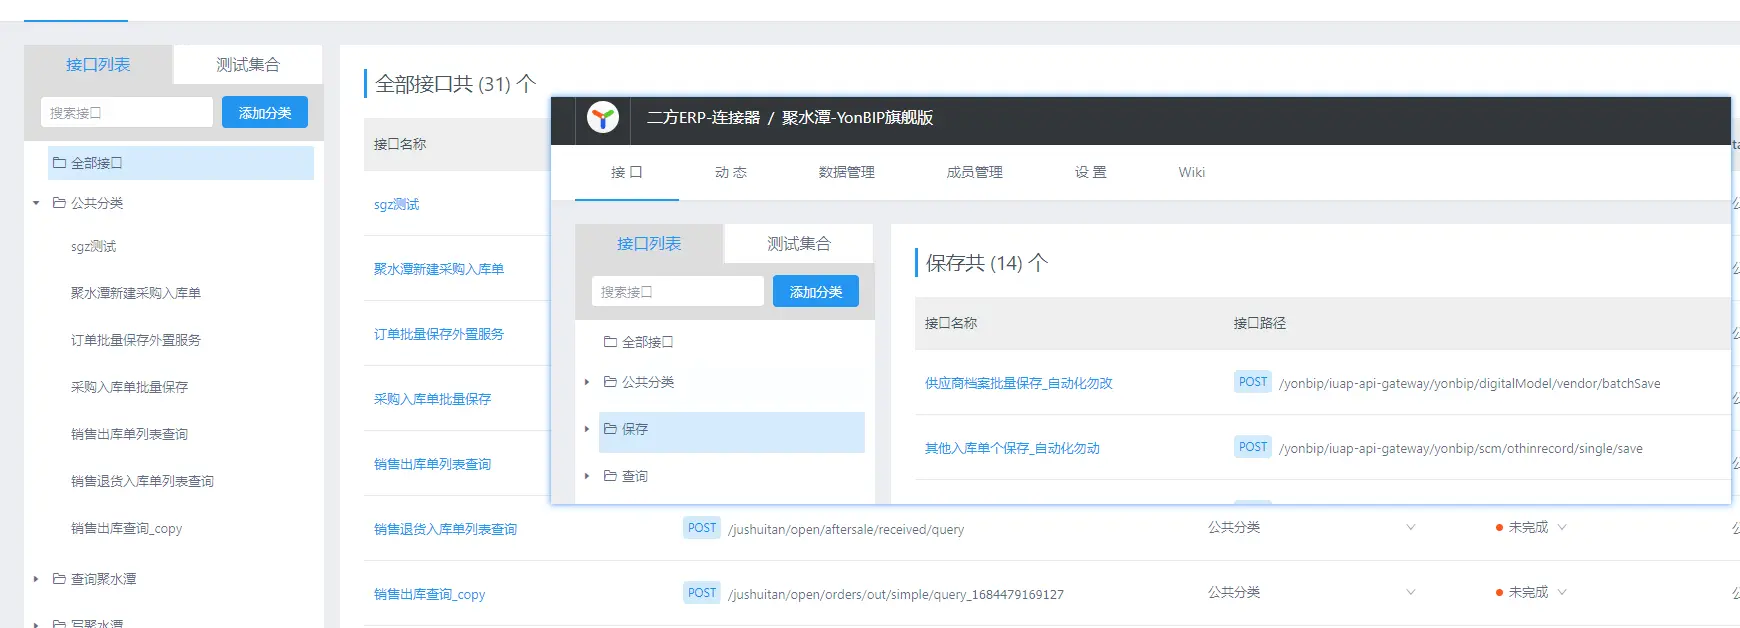 接口列表
测试集合
搜索接口
添加分类
全部接口
公共分类
sgz测试
聚水潭新建采购入库单
订单批量保存外置服务
采购入库单批量保存
销售出库单列表查询
销售退货入库单列表查询
销售出库查询_copy
查询聚水潭
写聚水潭
全部接口共 (31) 个
接口名称
sgz测试
聚水潭新建采购入库单
订单批量保存外置服务
采购入库单批量保存
销售出库单列表查询
销售退货入库单列表查询 POST /jushuitan/open/aftersale/received/query 公共分类 未完成
销售出库查询_copy POST /jushuitan/open/orders/out/simple/query_1684479169127 公共分类 未完成
二方ERP-连接器 / 聚水潭-YonBIP旗舰版
接口 动态 数据管理 成员管理 设置 Wiki
接口列表
测试集合
搜索接口
添加分类
全部接口
公共分类
保存
查询
保存共 (14) 个
接口名称 接口路径
供应商档案批量保存_自动化勿改 POST /yonbip/iuap-api-gateway/yonbip/digitalModel/vendor/batchSave
其他入库单个保存_自动化勿动 POST /yonbip/iuap-api-gateway/yonbip/scm/othinrecord/single/save